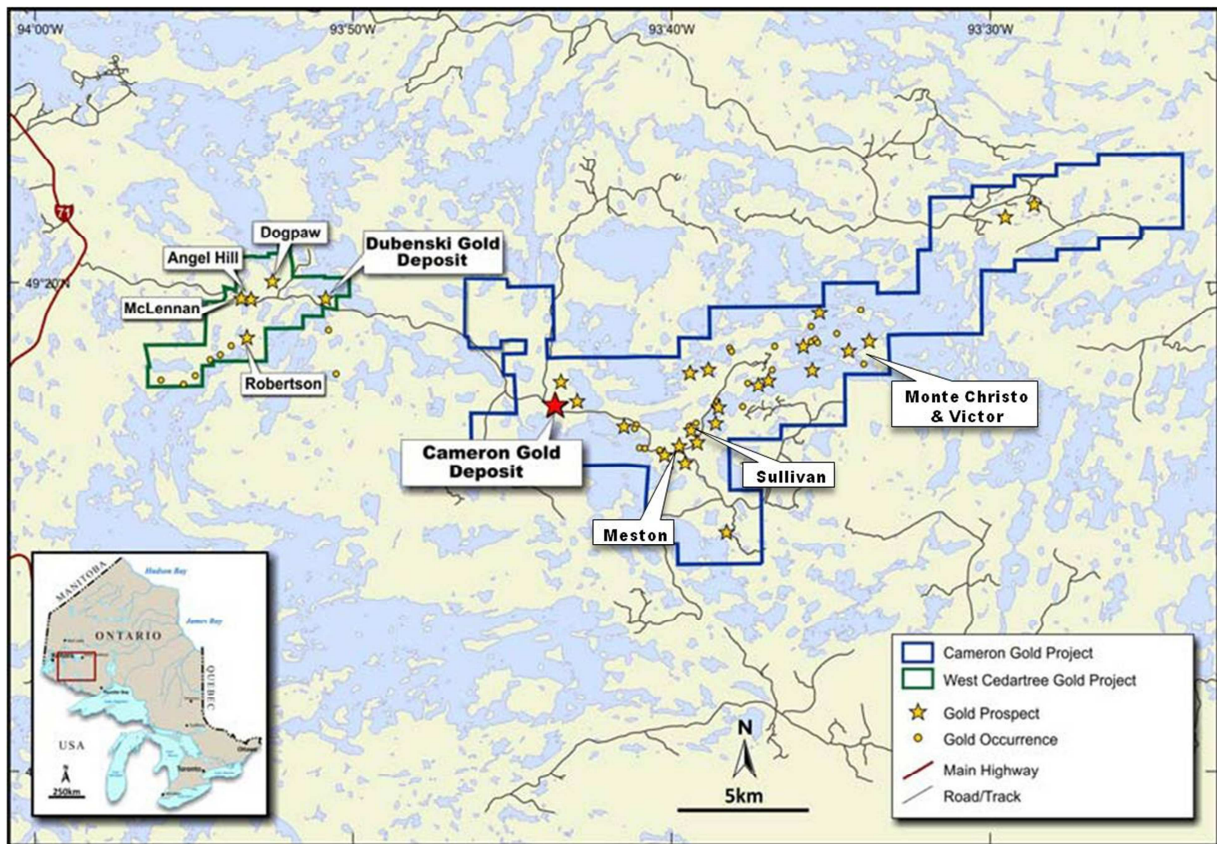 94°00'W
93°50'
93°40'
93°30'
71
Dogpaw
Dubenski Gold
Deposit
Angel Hill
49°20'N
McLennan
Robertson
Monte Christo
& Victor
Cameron Gold
Deposit
Sullivan
Meston
MANITOBA
Hudson Bay
James Bay
ONTARIO
QUEBEC
Ottawa
Toronto
USA
N
250km
N
5km
Cameron Gold Project
West Cedartree Gold Project
Gold Prospect
Gold Occurrence
Main Highway
Road/Track